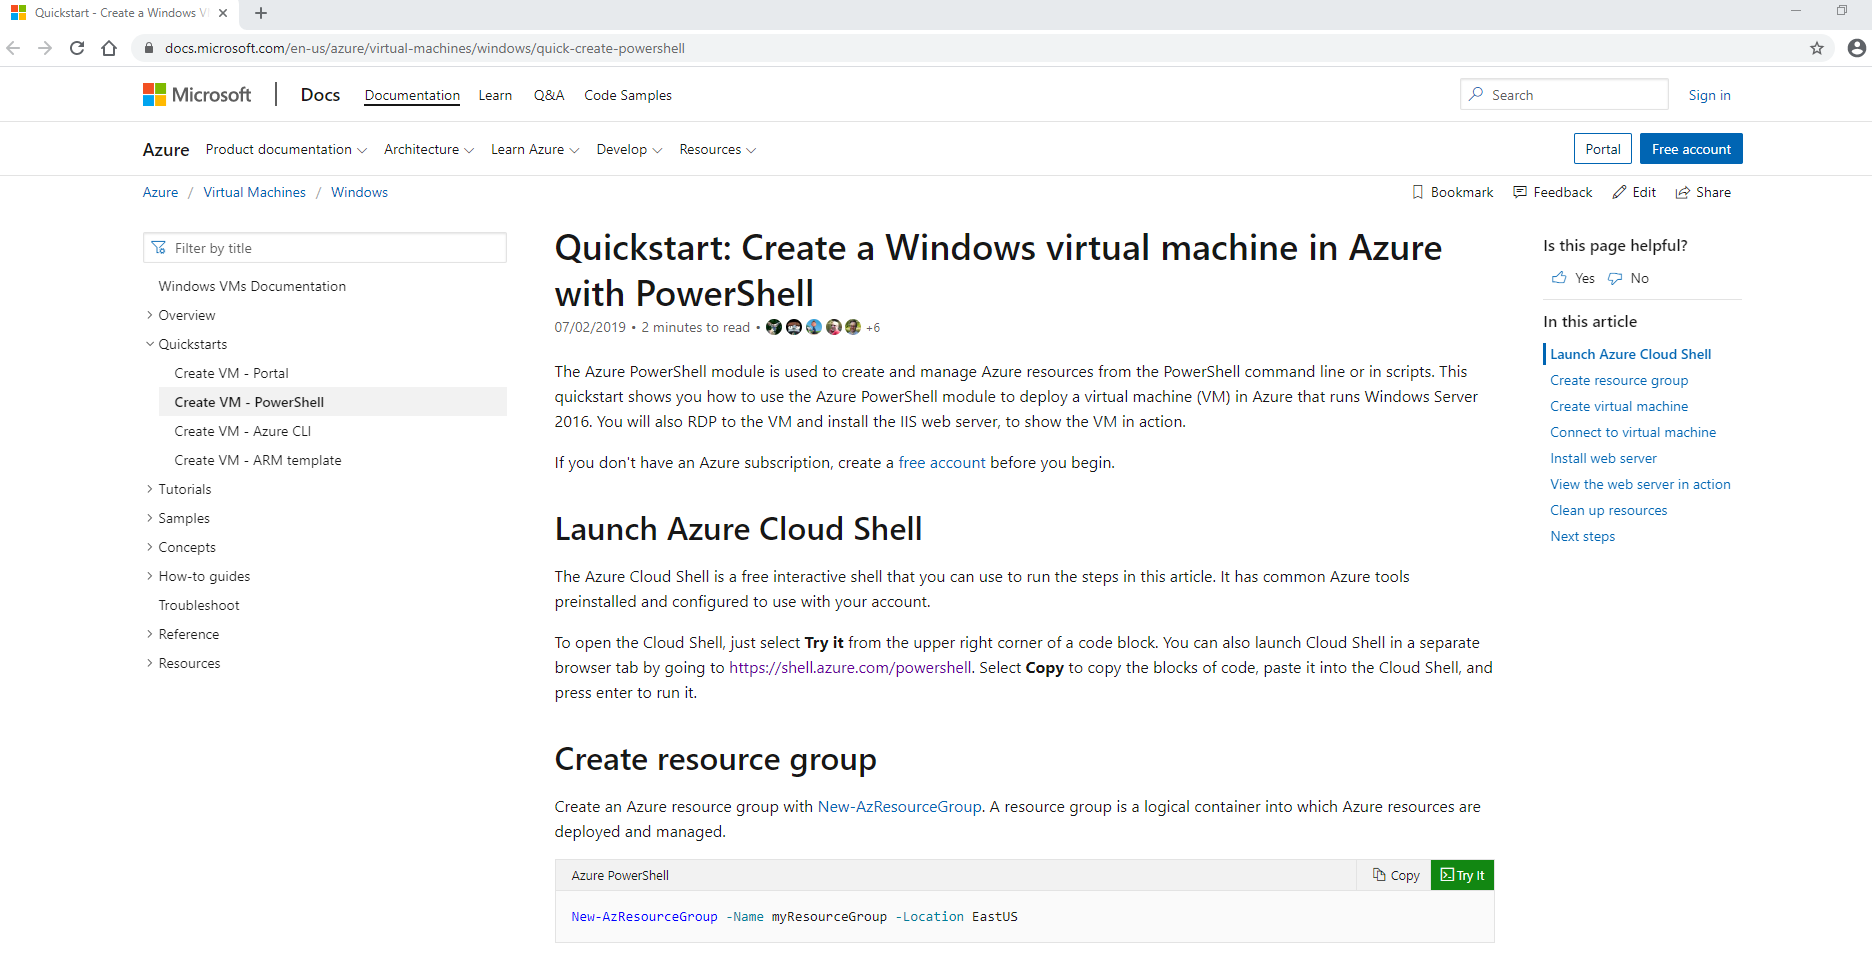 Quickstart - Create a Windows V
docs.microsoft.com/en-us/azure/virtual-machines/windows/quick-create-powershell
Microsoft
Docs
Documentation
Learn
Q&A
Code Samples
Search
Sign in
Azure
Product documentation
Architecture
Learn Azure
Develop
Resources
Portal
Free account
Azure / Virtual Machines / Windows
Bookmark
Feedback
Edit
Share
Filter by title
Windows VMs Documentation
Overview
Quickstarts
Create VM - Portal
Create VM - PowerShell
Create VM - Azure CLI
Create VM - ARM template
Tutorials
Samples
Concepts
How-to guides
Troubleshoot
Reference
Resources
Quickstart: Create a Windows virtual machine in Azure
with PowerShell
07/02/2019 • 2 minutes to read • +6
The Azure PowerShell module is used to create and manage Azure resources from the PowerShell command line or in scripts. This
quickstart shows you how to use the Azure PowerShell module to deploy a virtual machine (VM) in Azure that runs Windows Server
2016. You will also RDP to the VM and install the IIS web server, to show the VM in action.
If you don't have an Azure subscription, create a free account before you begin.
Launch Azure Cloud Shell
The Azure Cloud Shell is a free interactive shell that you can use to run the steps in this article. It has common Azure tools
preinstalled and configured to use with your account.
To open the Cloud Shell, just select Try it from the upper right corner of a code block. You can also launch Cloud Shell in a separate
browser tab by going to https://shell.azure.com/powershell. Select Copy to copy the blocks of code, paste it into the Cloud Shell, and
press enter to run it.
Create resource group
Create an Azure resource group with New-AzResourceGroup. A resource group is a logical container into which Azure resources are
deployed and managed.
Azure PowerShell
Copy
Try It
New-AzResourceGroup -Name myResourceGroup -Location EastUS
Is this page helpful?
Yes
No
In this article
Launch Azure Cloud Shell
Create resource group
Create virtual machine
Connect to virtual machine
Install web server
View the web server in action
Clean up resources
Next steps